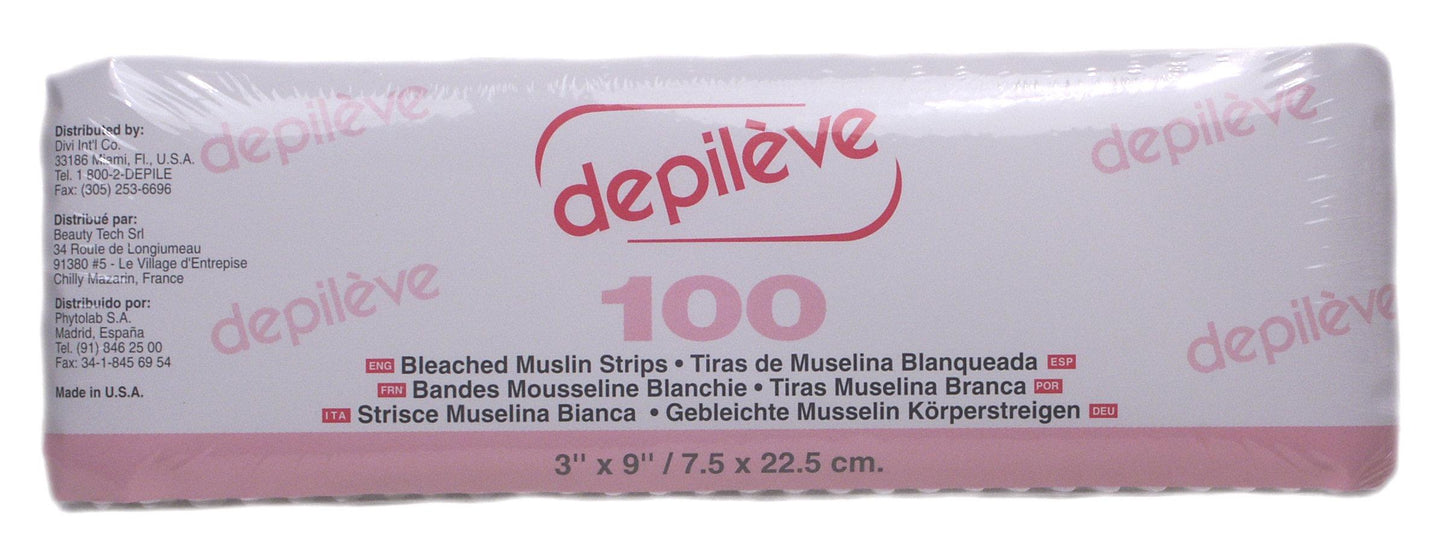 Distributed by:
Divi Int'l Co.
33186 Miami, Fl., U.S.A.
Tel. 1 800-2-DEPILE
Fax: (305) 253-6696
Distribué par:
Beauty Tech Srl
34 Route de Longiumeau
91380 #5 - Le Village d'Entrepise
Chilly Mazarin, France
Distribuido por:
Phytolab S.A.
Madrid, España
Tel. (91) 846 25 00
Fax: 34-1-845 69 54
Made in U.S.A.
depilève
depilève
depilève
depilève
depilève
100
ENG Bleached Muslin Strips • Tiras de Muselina Blanqueada ESP
FRN Bandes Mousseline Blanchie • Tiras Muselina Branca POR
ITA Strisce Muselina Bianca • Gebleichte Musselin Körperstreigen DEU
3" x 9" / 7.5 x 22.5 cm.